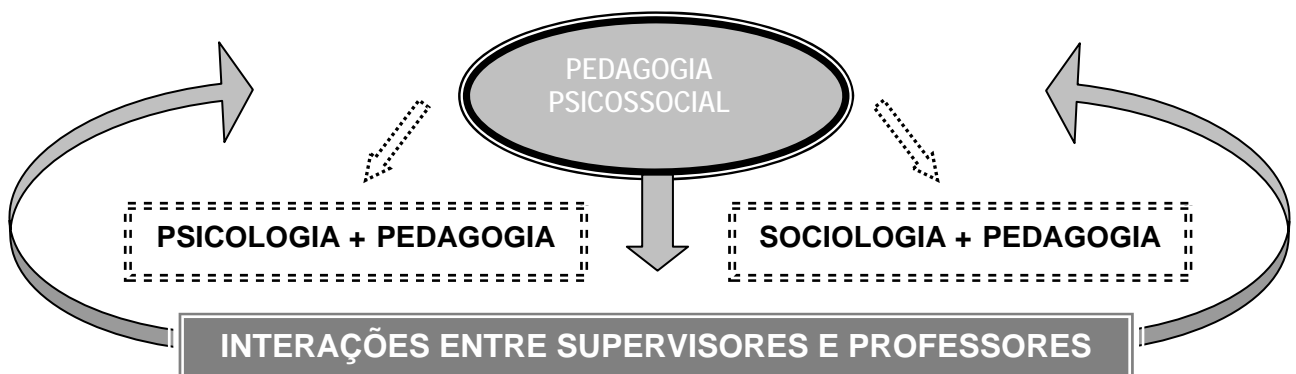 PEDAGOGIA
PSICOSSOCIAL
PSICOLOGIA + PEDAGOGIA
SOCIOLOGIA + PEDAGOGIA
INTERAÇÕES ENTRE SUPERVISORES E PROFESSORES